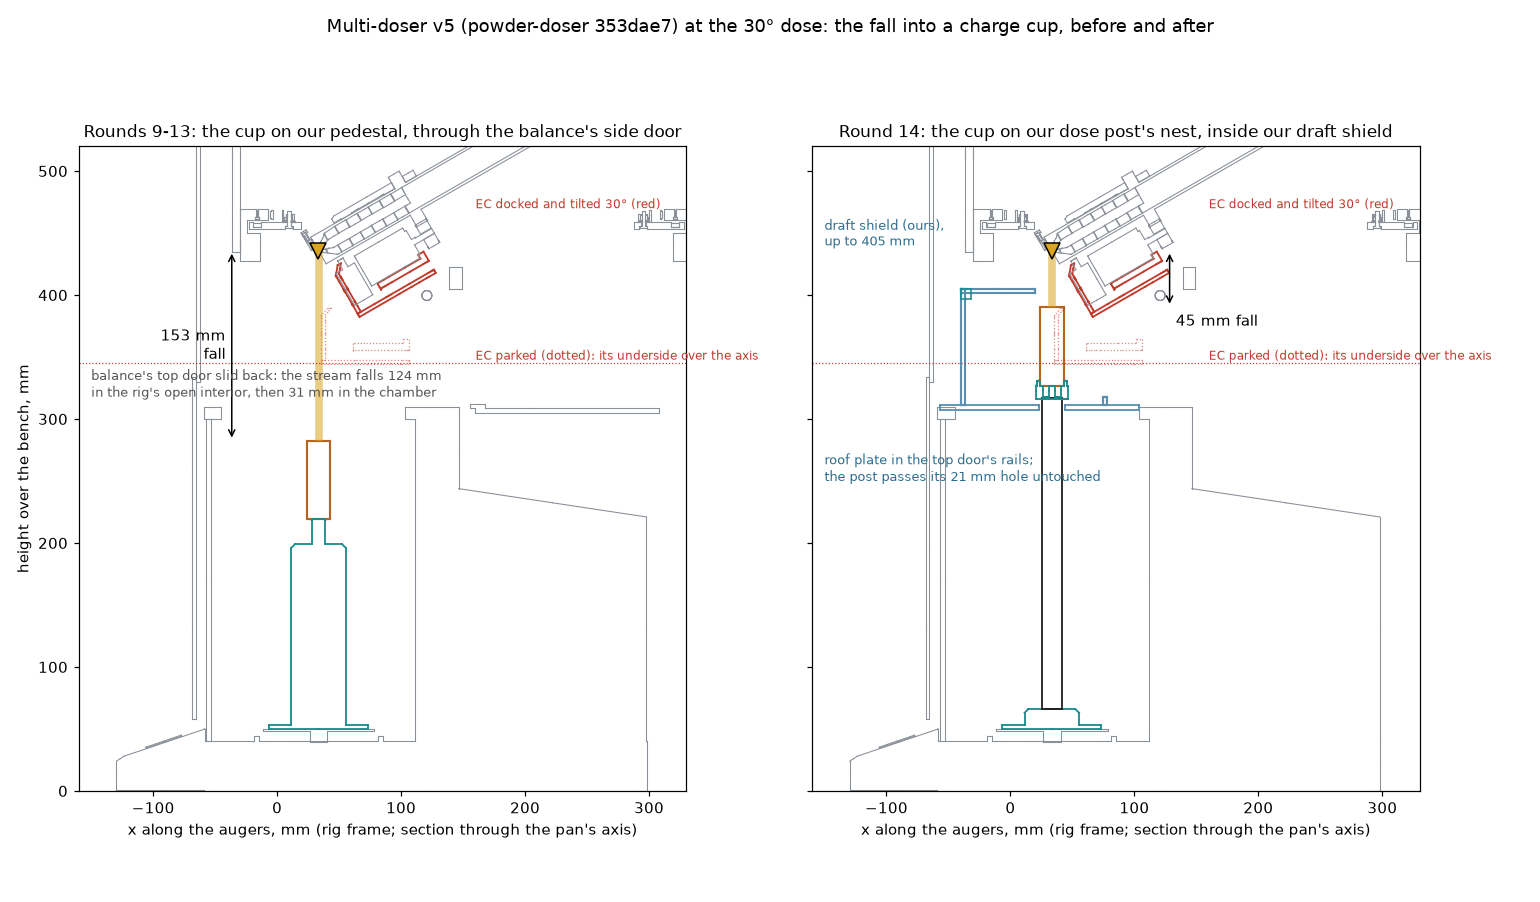 Multi-doser v5 (powder-doser 353dae7) at the 30° dose: the fall into a charge cup, before and after
Rounds 9-13: the cup on our pedestal, through the balance's side door
500
400
300
200
100
0
height over the bench, mm
EC docked and tilted 30° (red)
153 mm
fall
EC parked (dotted): its underside over the axis
balance's top door slid back: the stream falls 124 mm
in the rig's open interior, then 31 mm in the chamber
−100
0
100
200
300
x along the augers, mm (rig frame; section through the pan's axis)
Round 14: the cup on our dose post's nest, inside our draft shield
EC docked and tilted 30° (red)
draft shield (ours),
up to 405 mm
45 mm fall
EC parked (dotted): its underside over the axis
roof plate in the top door's rails;
the post passes its 21 mm hole untouched
−100
0
100
200
300
x along the augers, mm (rig frame; section through the pan's axis)